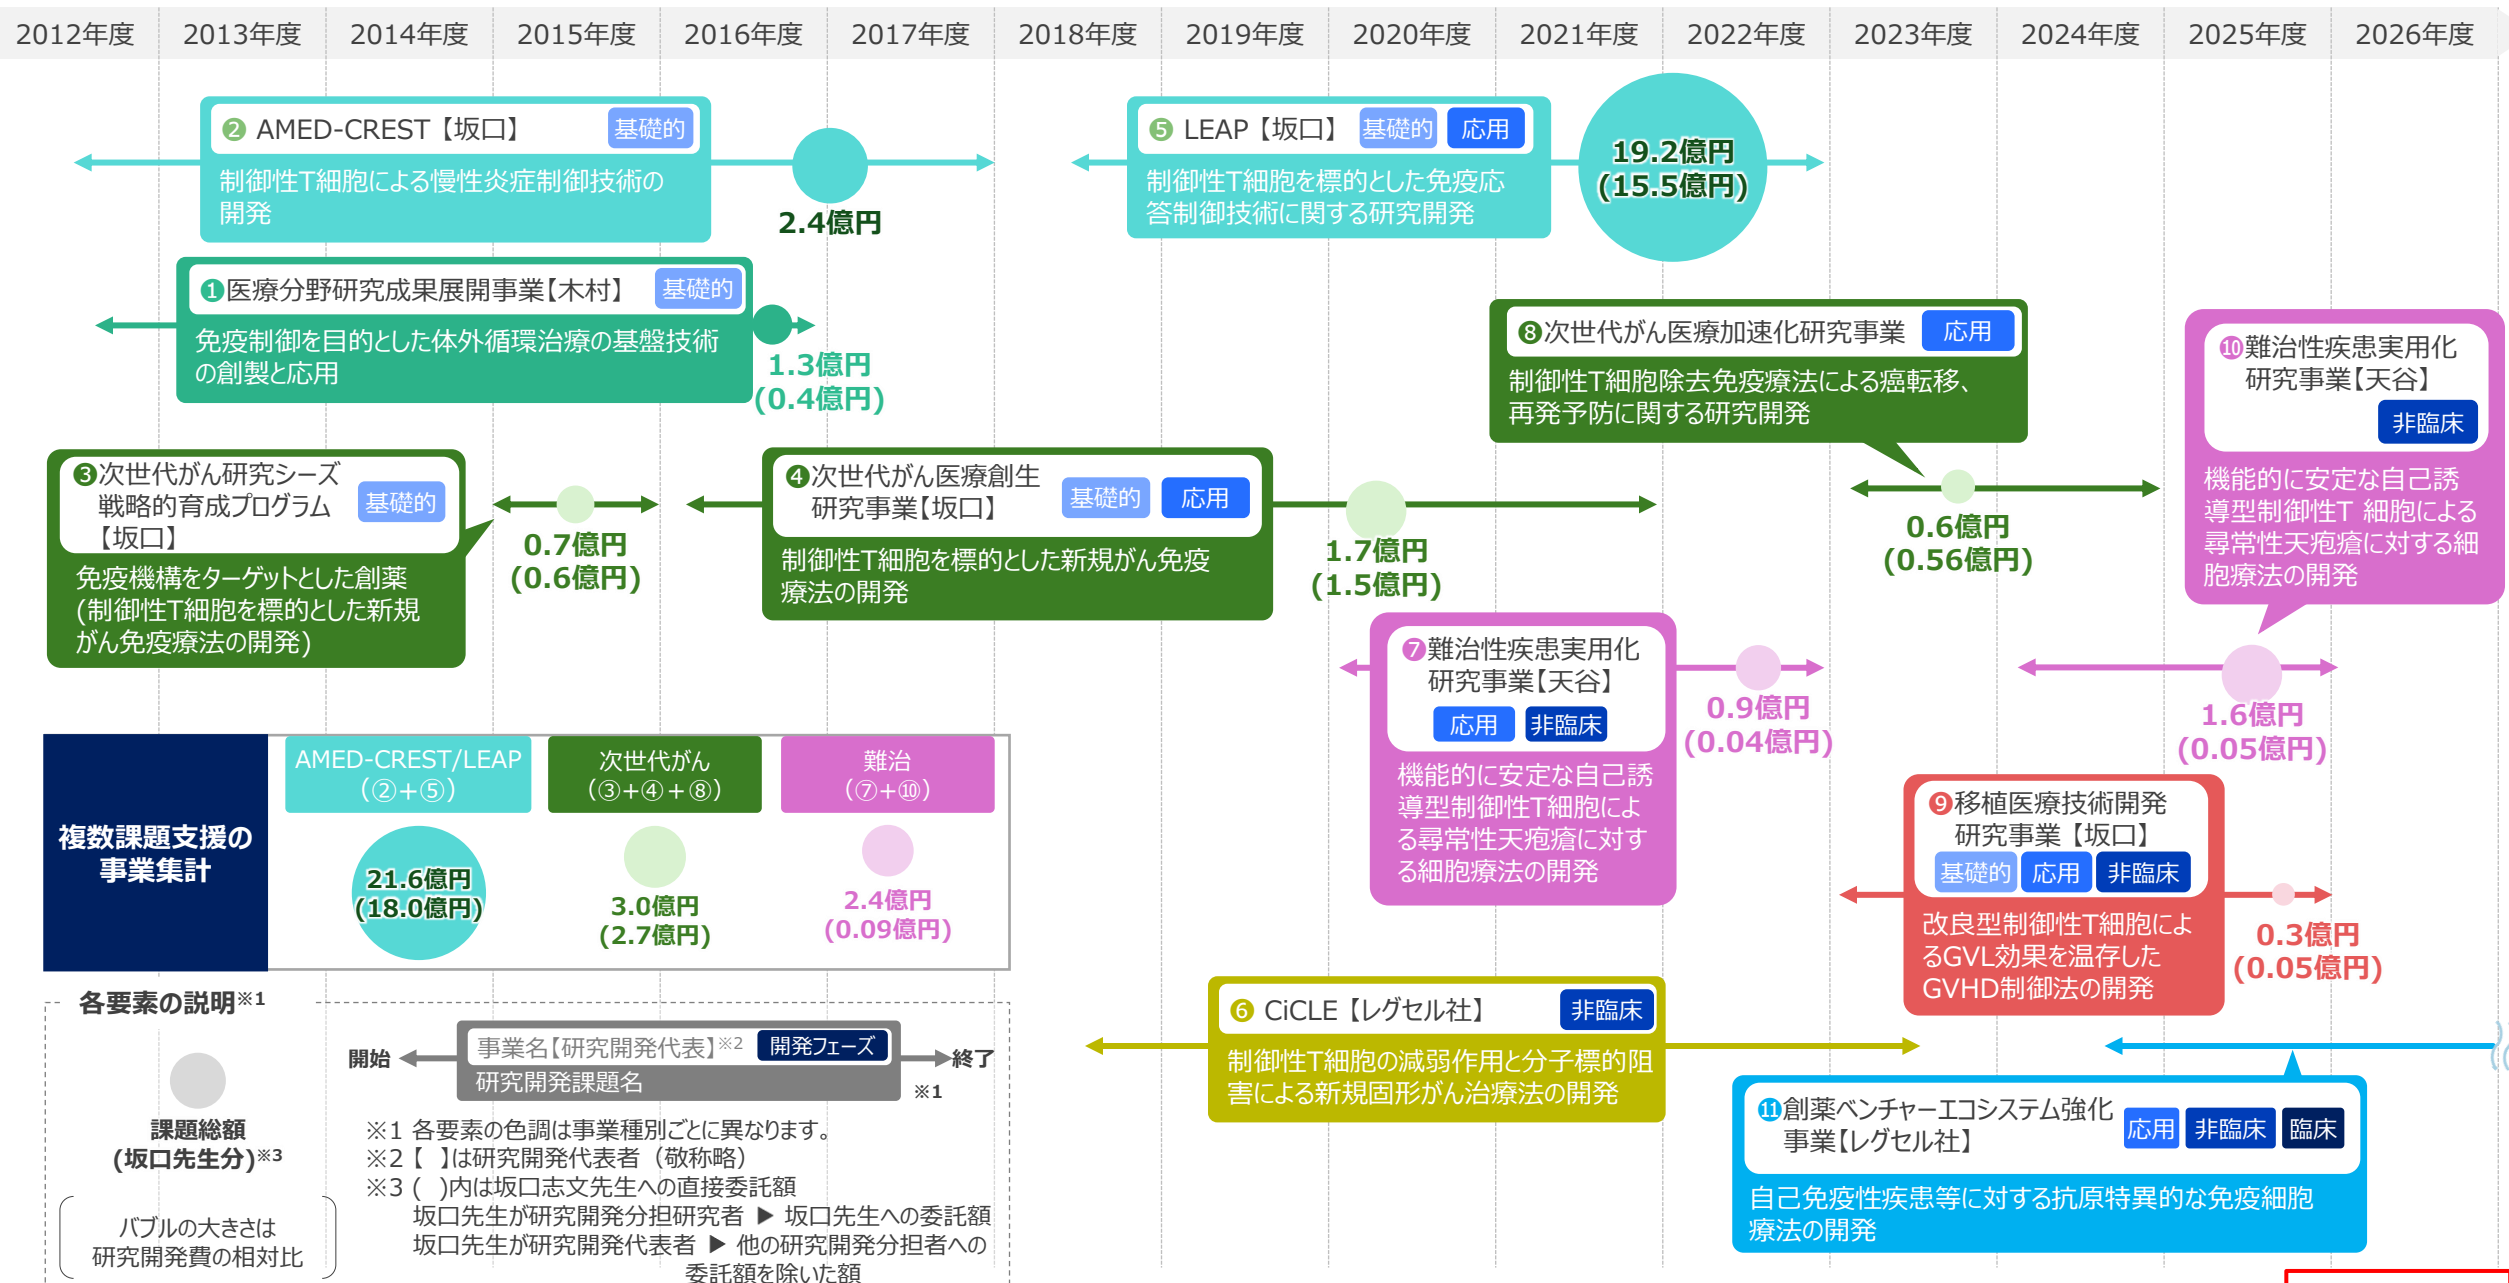 2012年度 2013年度 2014年度 2015年度 2016年度 2017年度 2018年度 2019年度 2020年度 2021年度 2022年度 2023年度 2024年度 2025年度 2026年度
❷ AMED-CREST【坂口】 基礎的
制御性T細胞による慢性炎症制御技術の
開発
2.4億円
❺ LEAP【坂口】 基礎的 応用
制御性T細胞を標的とした免疫応
答制御技術に関する研究開発
19.2億円
(15.5億円)
❶医療分野研究成果展開事業【木村】 基礎的
免疫制御を目的とした体外循環治療の基盤技術
の創製と応用
1.3億円
(0.4億円)
❽次世代がん医療加速化研究事業 応用
制御性T細胞除去免疫療法による癌転移、
再発予防に関する研究開発
0.6億円
(0.56億円)
❿難治性疾患実用化
研究事業【天谷】
非臨床
機能的に安定な自己誘
導型制御性T 細胞による
尋常性天疱瘡に対する細
胞療法の開発
1.6億円
(0.05億円)
❸次世代がん研究シーズ
戦略的育成プログラム
【坂口】
基礎的
免疫機構をターゲットとした創薬
(制御性T細胞を標的とした新規
がん免疫療法の開発)
0.7億円
(0.6億円)
❹次世代がん医療創生
研究事業【坂口】
基礎的 応用
制御性T細胞を標的とした新規がん免疫
療法の開発
1.7億円
(1.5億円)
❼難治性疾患実用化
研究事業【天谷】
応用 非臨床
機能的に安定な自己誘
導型制御性T細胞によ
る尋常性天疱瘡に対す
る細胞療法の開発
0.9億円
(0.04億円)
❾移植医療技術開発
研究事業【坂口】
基礎的 応用 非臨床
改良型制御性T細胞によ
るGVL効果を温存した
GVHD制御法の開発
0.3億円
(0.05億円)
複数課題支援の
事業集計
AMED-CREST/LEAP
(②+⑤)
21.6億円
(18.0億円)
次世代がん
(③+④+⑧)
3.0億円
(2.7億円)
難治
(⑦+⑩)
2.4億円
(0.09億円)
❻ CiCLE【レグセル社】 非臨床
制御性T細胞の減弱作用と分子標的阻
害による新規固形がん治療法の開発
⓫創薬ベンチャーエコシステム強化
事業【レグセル社】
応用 非臨床 臨床
自己免疫性疾患等に対する抗原特異的な免疫細胞
療法の開発
各要素の説明※1
開始 事業名【研究開発代表】※2 開発フェーズ 終了
研究開発課題名
※1
課題総額
(坂口先生分)※3
バブルの大きさは
研究開発費の相対比
※1 各要素の色調は事業種別ごとに異なります。
※2【 】は研究開発代表者（敬称略）
※3 ( )内は坂口志文先生への直接委託額
坂口先生が研究開発分担研究者 ▶ 坂口先生への委託額
坂口先生が研究開発代表者 ▶ 他の研究開発分担者への
委託額を除いた額